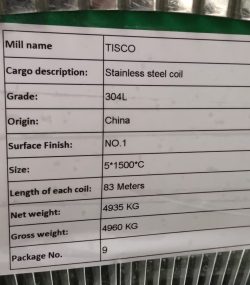 Mill name TISCO
Cargo description: Stainless steel coil
Grade: 304L
Origin: China
Surface Finish: NO.1
Size: 5*1500*C
Length of each coil: 83 Meters
Net weight: 4935 KG
Gross weight: 4960 KG
Package No. 9